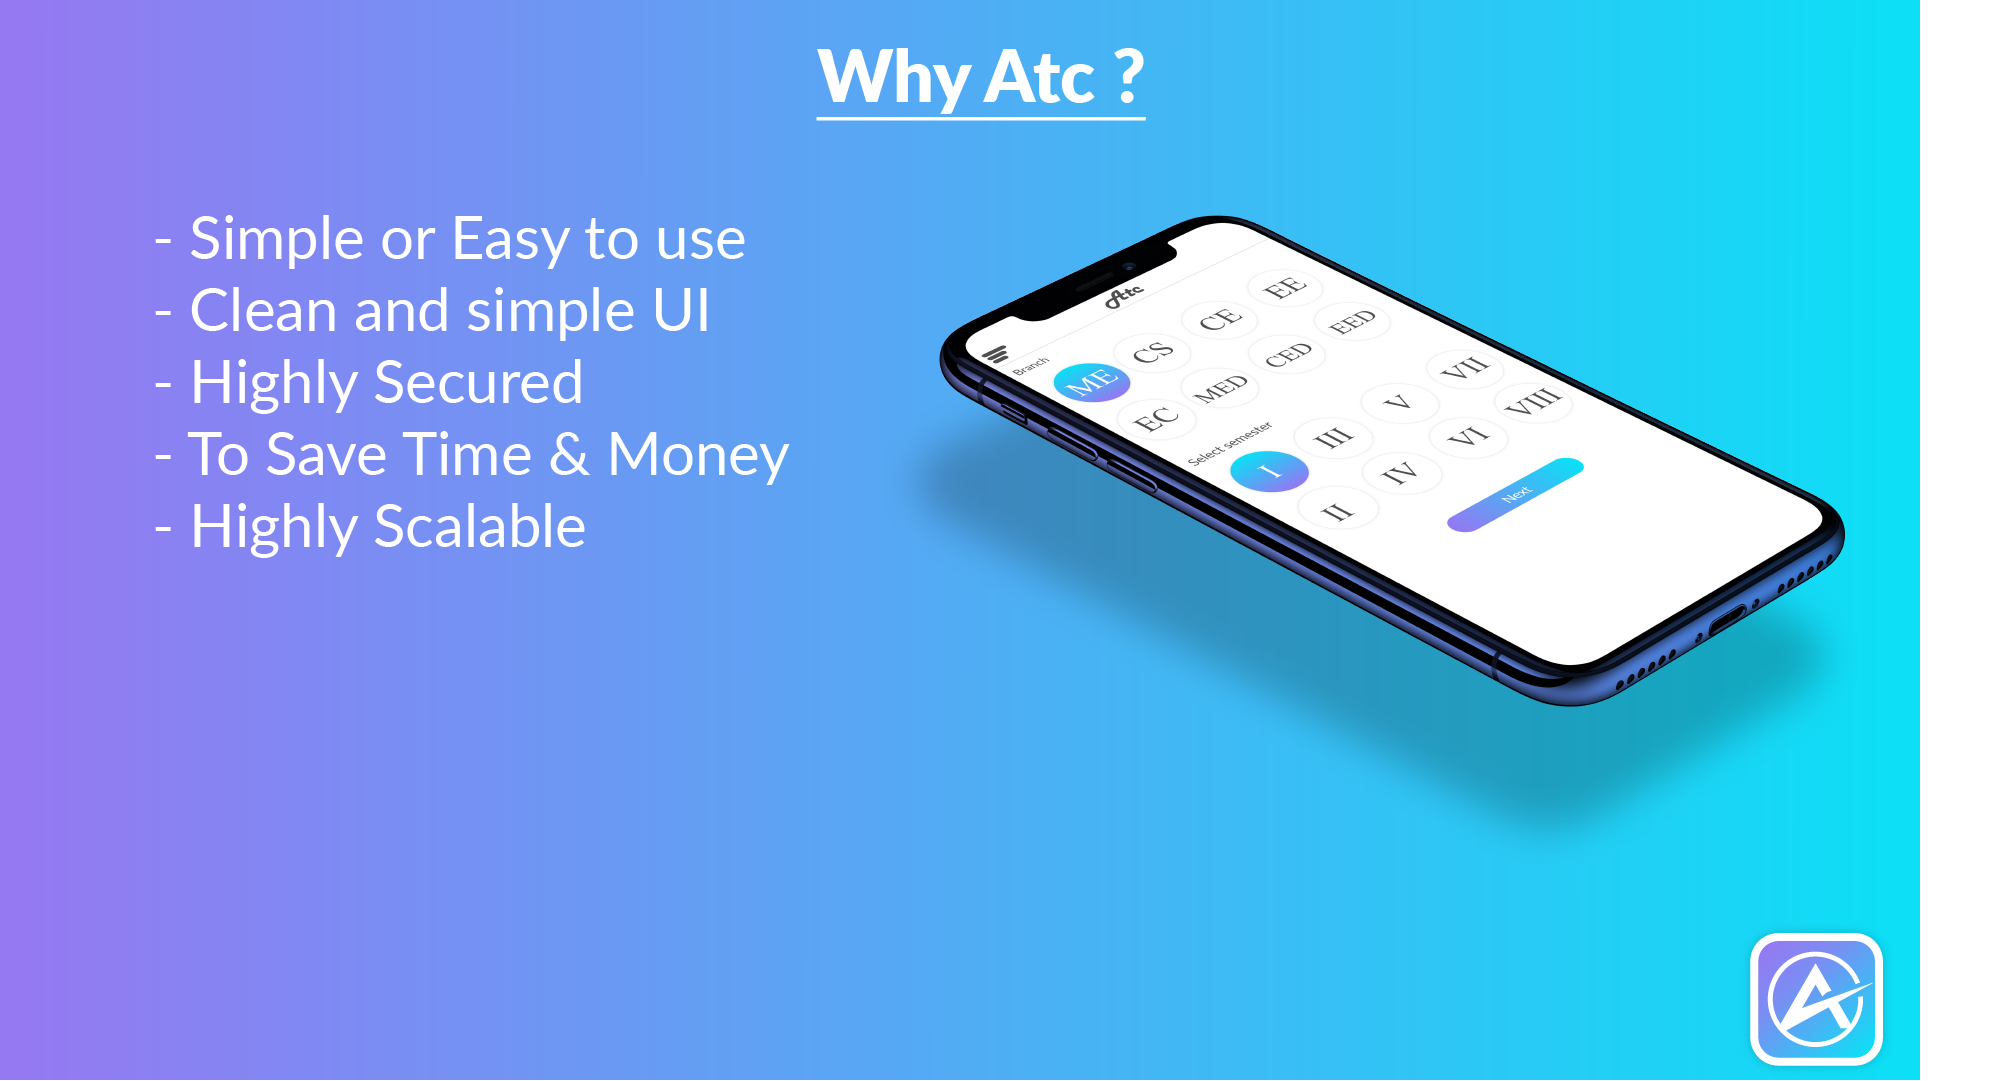 Why Atc ?
- Simple or Easy to use
- Clean and simple UI
- Highly Secured
- To Save Time & Money
- Highly Scalable
Atc
Branch
ME CS CE EE
EC MED CED EED
Select semester
I III V VII
II IV VI VIII
Next